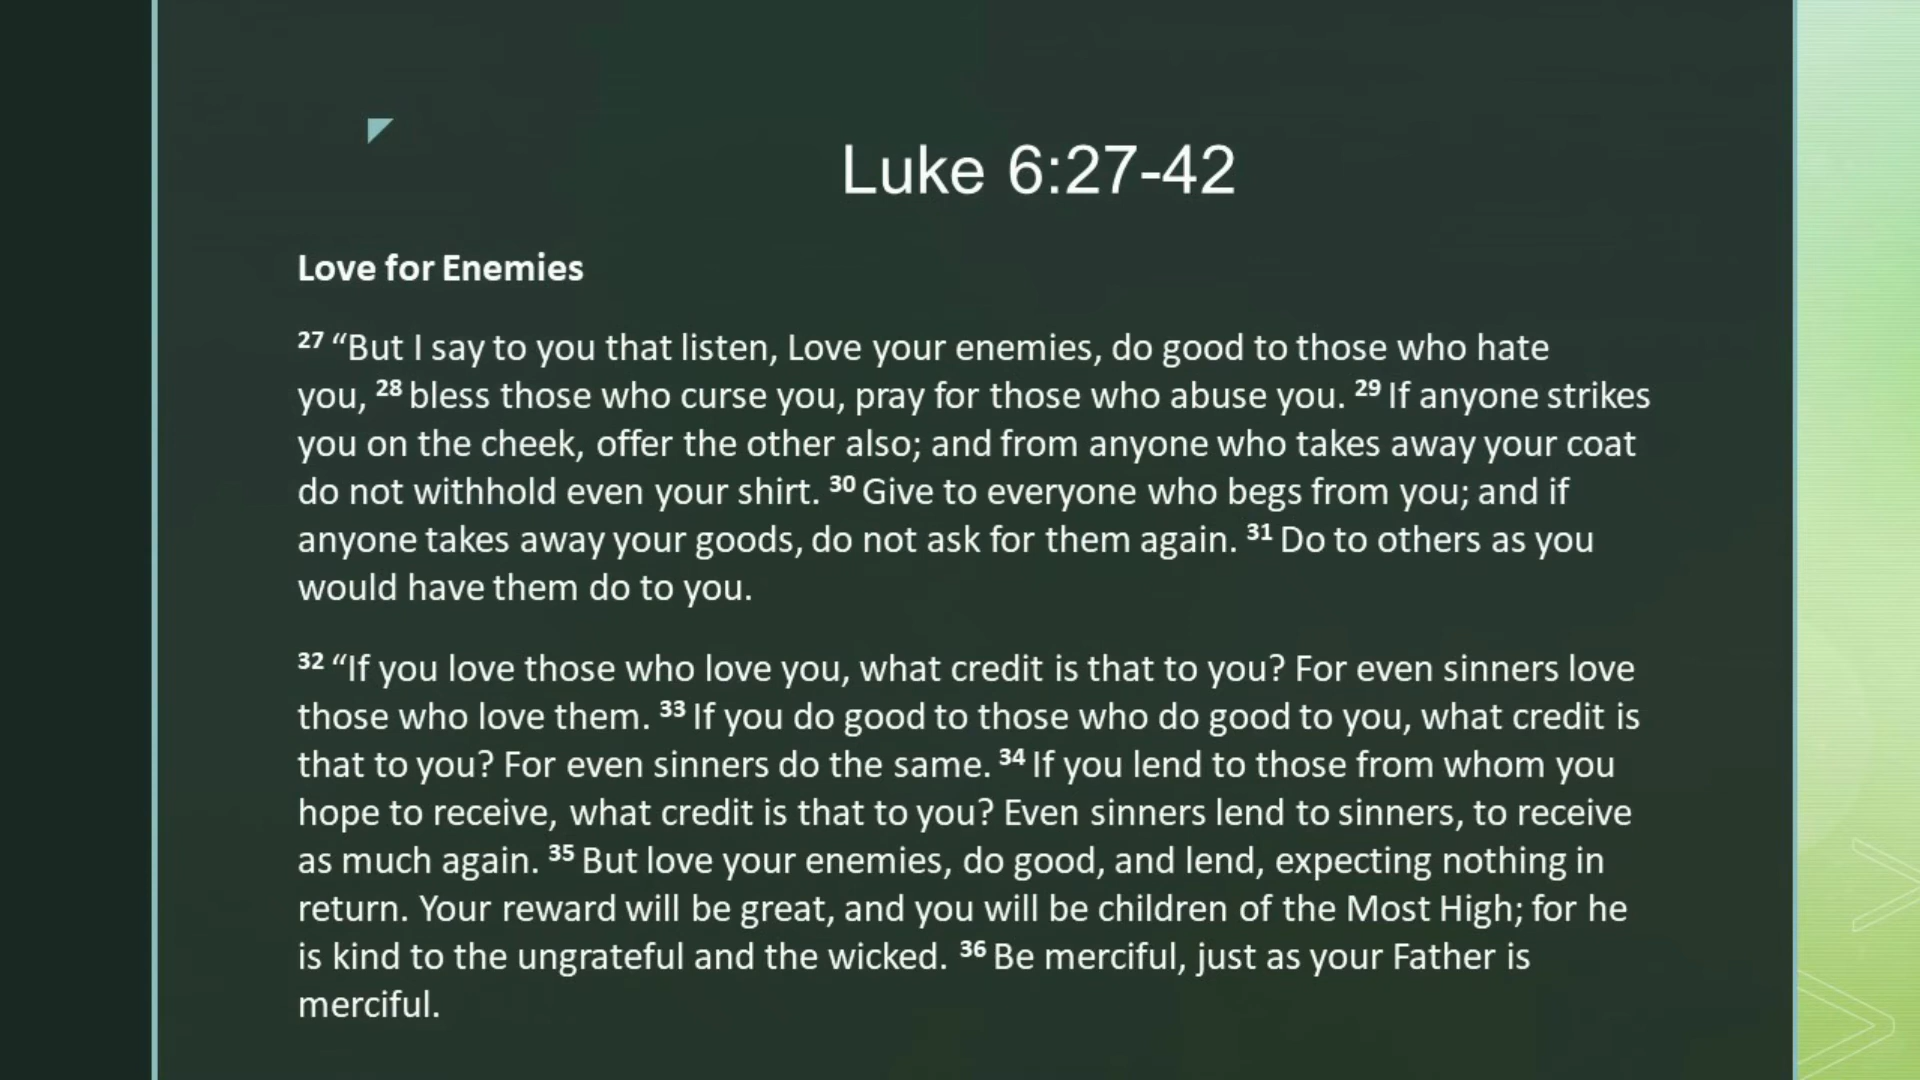 Luke 6:27-42
Love for Enemies
27 “But I say to you that listen, Love your enemies, do good to those who hate
you, 28 bless those who curse you, pray for those who abuse you. 29 If anyone strikes
you on the cheek, offer the other also; and from anyone who takes away your coat
do not withhold even your shirt. 30 Give to everyone who begs from you; and if
anyone takes away your goods, do not ask for them again. 31 Do to others as you
would have them do to you.
32 “If you love those who love you, what credit is that to you? For even sinners love
those who love them. 33 If you do good to those who do good to you, what credit is
that to you? For even sinners do the same. 34 If you lend to those from whom you
hope to receive, what credit is that to you? Even sinners lend to sinners, to receive
as much again. 35 But love your enemies, do good, and lend, expecting nothing in
return. Your reward will be great, and you will be children of the Most High; for he
is kind to the ungrateful and the wicked. 36 Be merciful, just as your Father is
merciful.